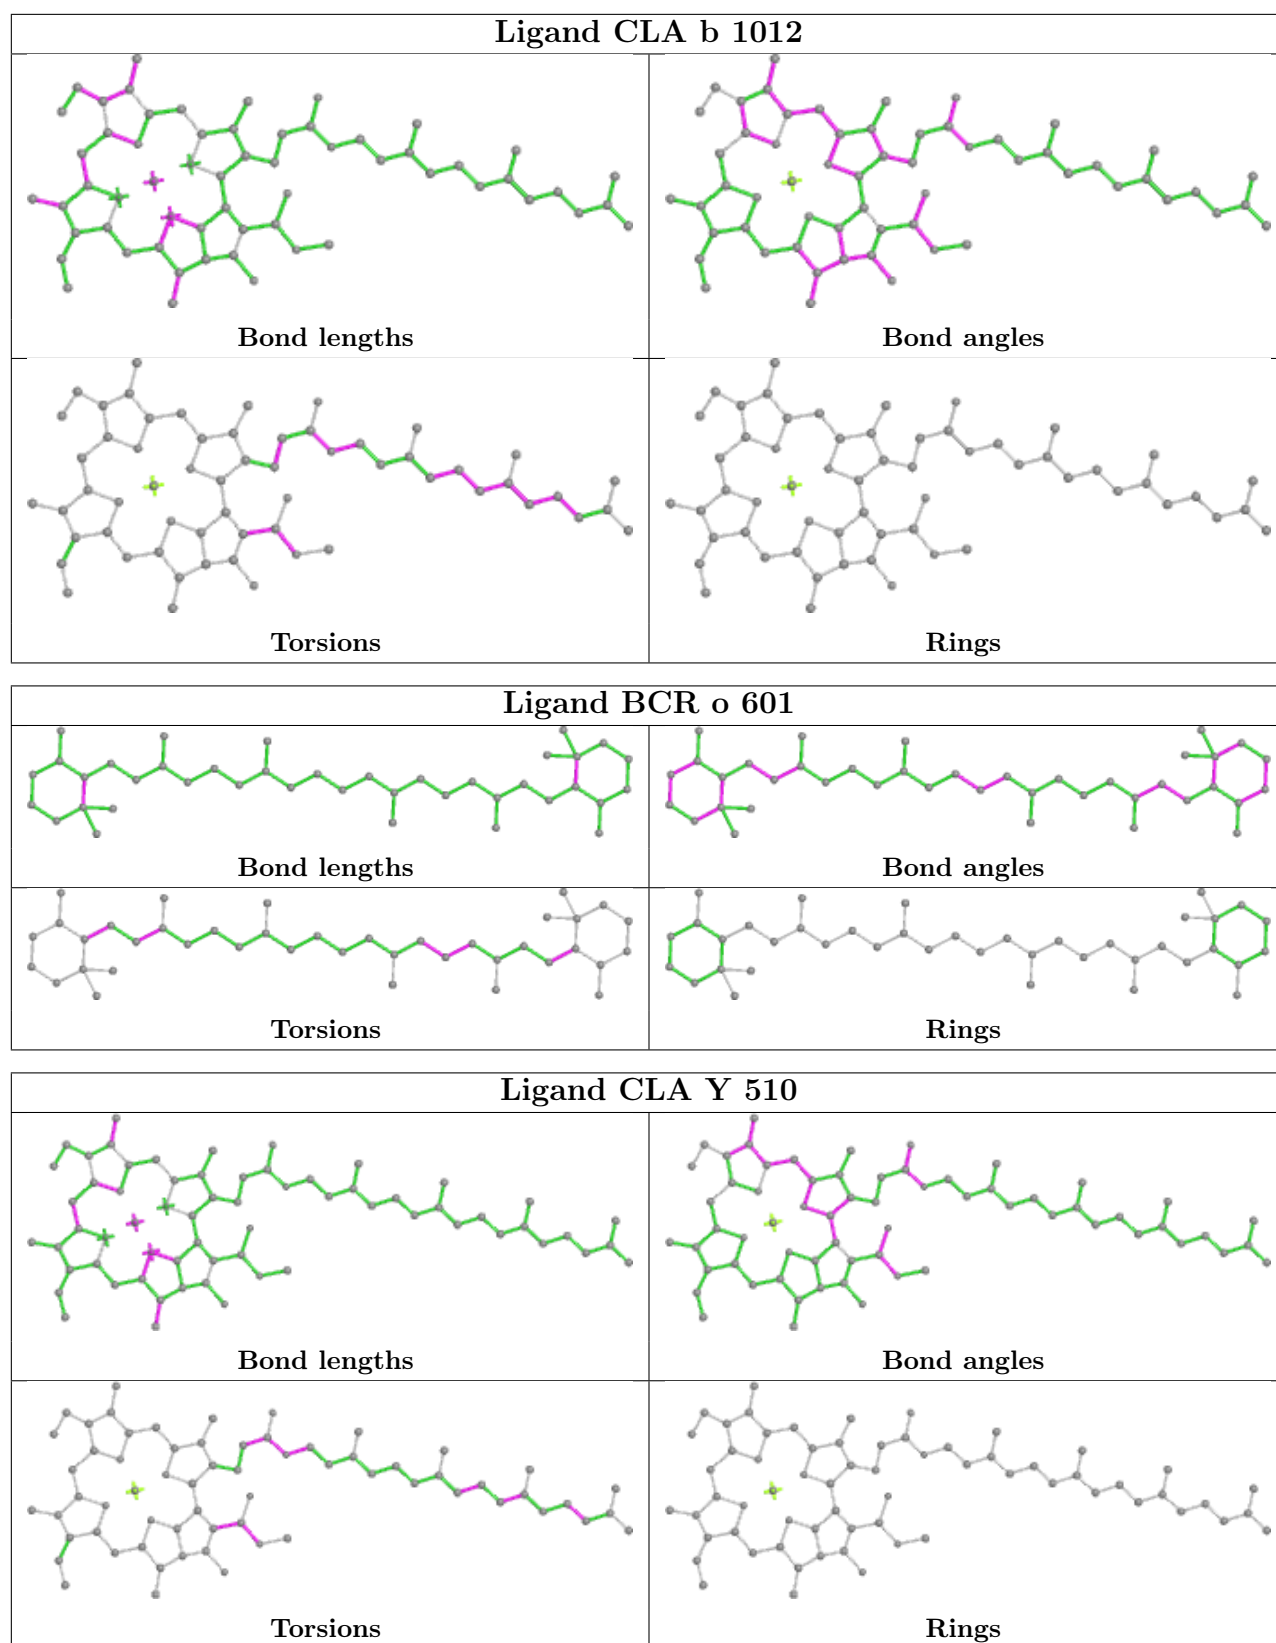 Ligand CLA b 1012
Bond lengths
Bond angles
Torsions
Rings
Ligand BCR o 601
Bond lengths
Bond angles
Torsions
Rings
Ligand CLA Y 510
Bond lengths
Bond angles
Torsions
Rings